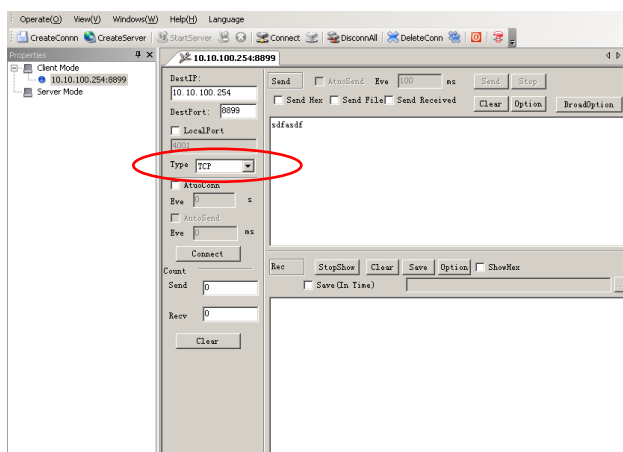 Operate(O) View(V) Windows(W) Help(H) Language
CreateConnn CreateServer StartServer Connect DisconnAll DeleteConn
Properties
Client Mode
10.10.100.254:8899
Server Mode
10.10.100.254:8899
DestIP:
10.10.100.254
DestPort: 8899
LocalPort
4001
Type TCP
AtuoConn
Eve 0 s
AutoSend
Eve 0 ms
Connect
Count
Send 0
Recv 0
Clear
Send AtuoSend Eve 100 ms Send Stop
Send Hex Send File Send Received Clear Option BroadOption
sdfasdf
Rec StopShow Clear Save Option ShowHex
Save(In Time) ...